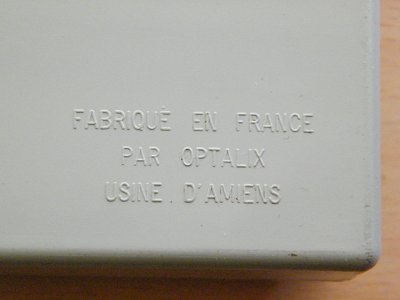 FABRIQUÉ EN FRANCE
PAR OPTALIX
USINE D'AMIENS